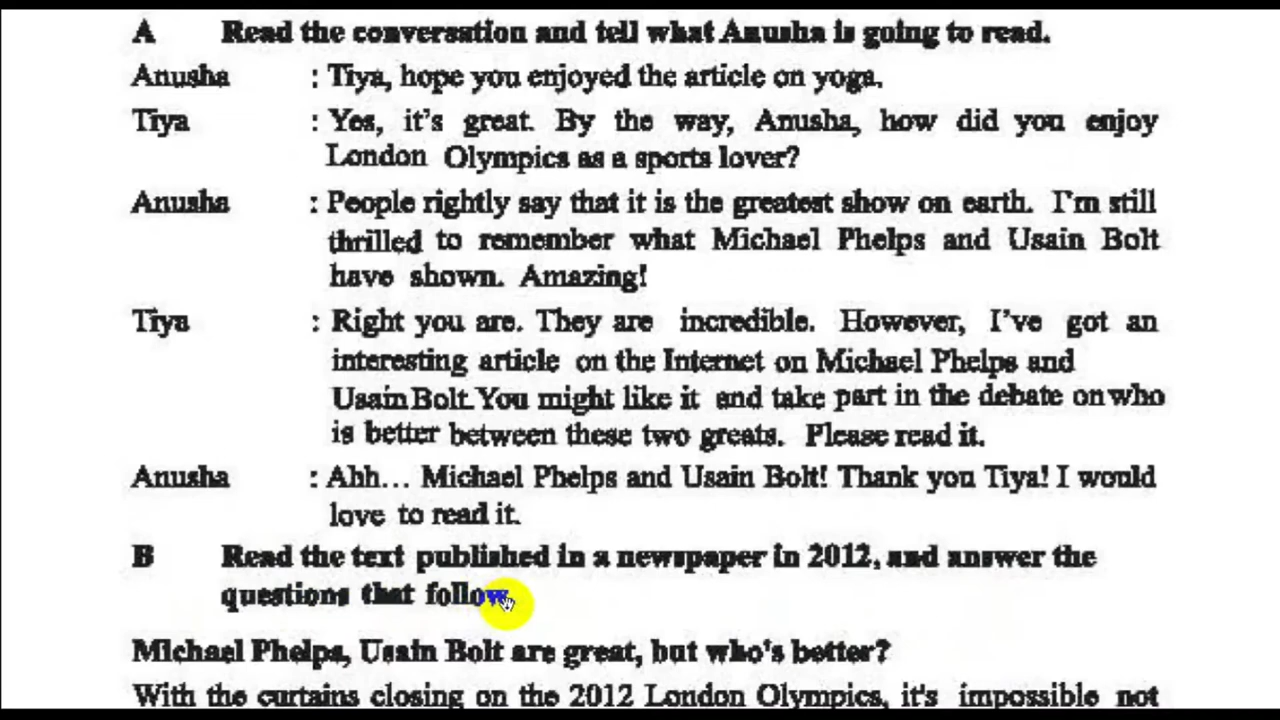 A Read the conversation and tell what Anusha is going to read.
Anusha : Tiya, hope you enjoyed the article on yoga.
Tiya : Yes, it's great. By the way, Anusha, how did you enjoy
London Olympics as a sports lover?
Anusha : People rightly say that it is the greatest show on earth. I'm still
thrilled to remember what Michael Phelps and Usain Bolt
have shown. Amazing!
Tiya : Right you are. They are incredible. However, I've got an
interesting article on the Internet on Michael Phelps and
Usain Bolt. You might like it and take part in the debate on who
is better between these two greats. Please read it.
Anusha : Ahh... Michael Phelps and Usain Bolt! Thank you Tiya! I would
love to read it.
B Read the text published in a newspaper in 2012, and answer the
questions that follow.
Michael Phelps, Usain Bolt are great, but who's better?
With the curtains closing on the 2012 London Olympics, it's impossible not